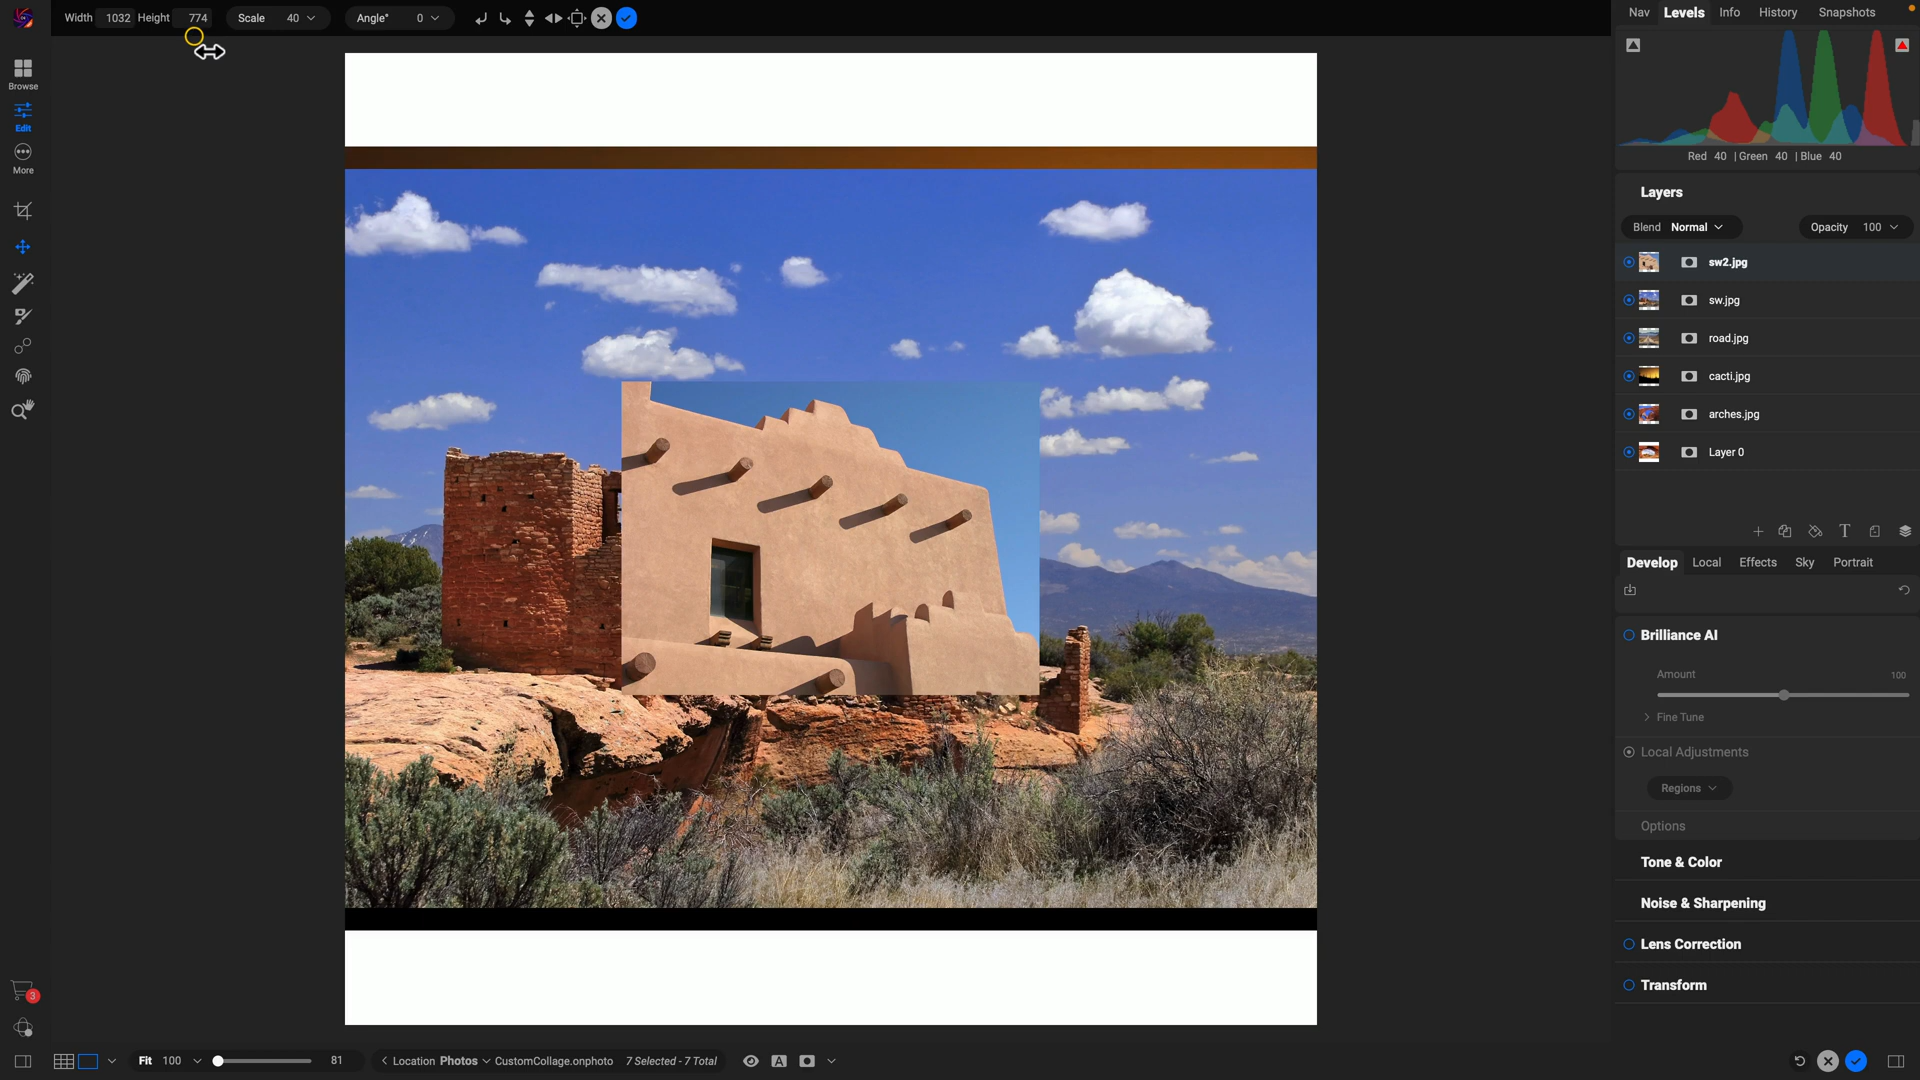 Width 1032 Height 774 Scale 40 Angle° 0
Nav Levels Info History Snapshots
Browse
Edit
More
Red 40 | Green 40 | Blue 40
Layers
Blend Normal Opacity 100
sw2.jpg
sw.jpg
road.jpg
cacti.jpg
arches.jpg
Layer 0
T
Develop Local Effects Sky Portrait
Brilliance AI
Amount 100
Fine Tune
Local Adjustments
Regions
Options
Tone & Color
Noise & Sharpening
Lens Correction
Transform
3
Fit 100 81 Location Photos CustomCollage.onphoto 7 Selected - 7 Total A